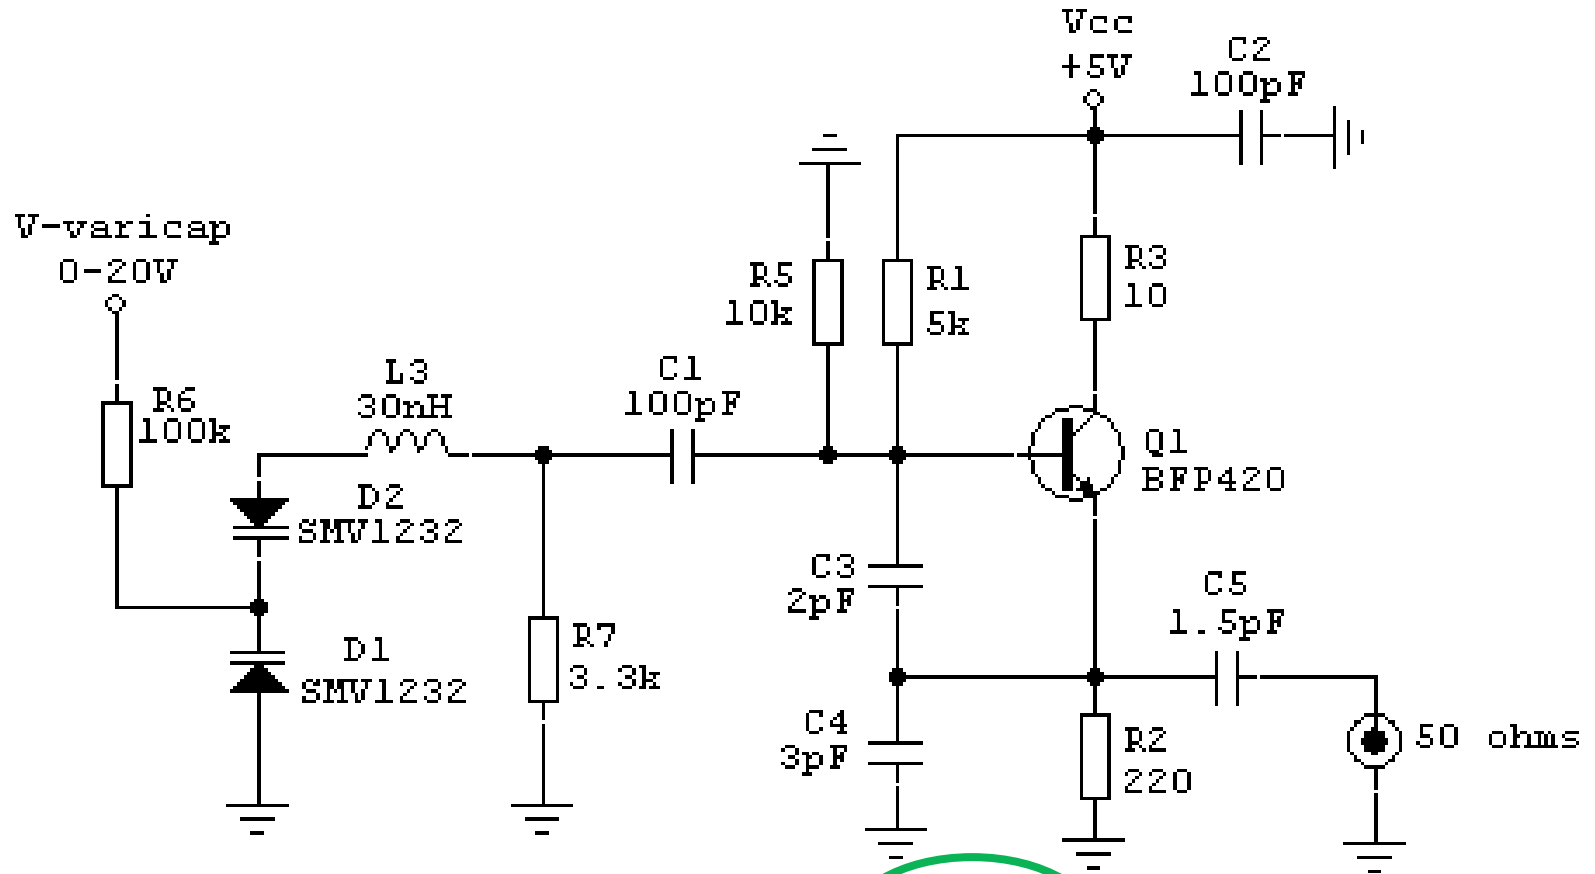 Vcc
+5V
C2
100pF
V-varicap
0-20V
R5
10k
R1
5k
R3
10
L3
30nH
C1
100pF
R6
100k
Q1
BFP420
D2
SMV1232
C3
2pF
C5
1.5pF
D1
SMV1232
R7
3.3k
C4
3pF
R2
220
50 ohms